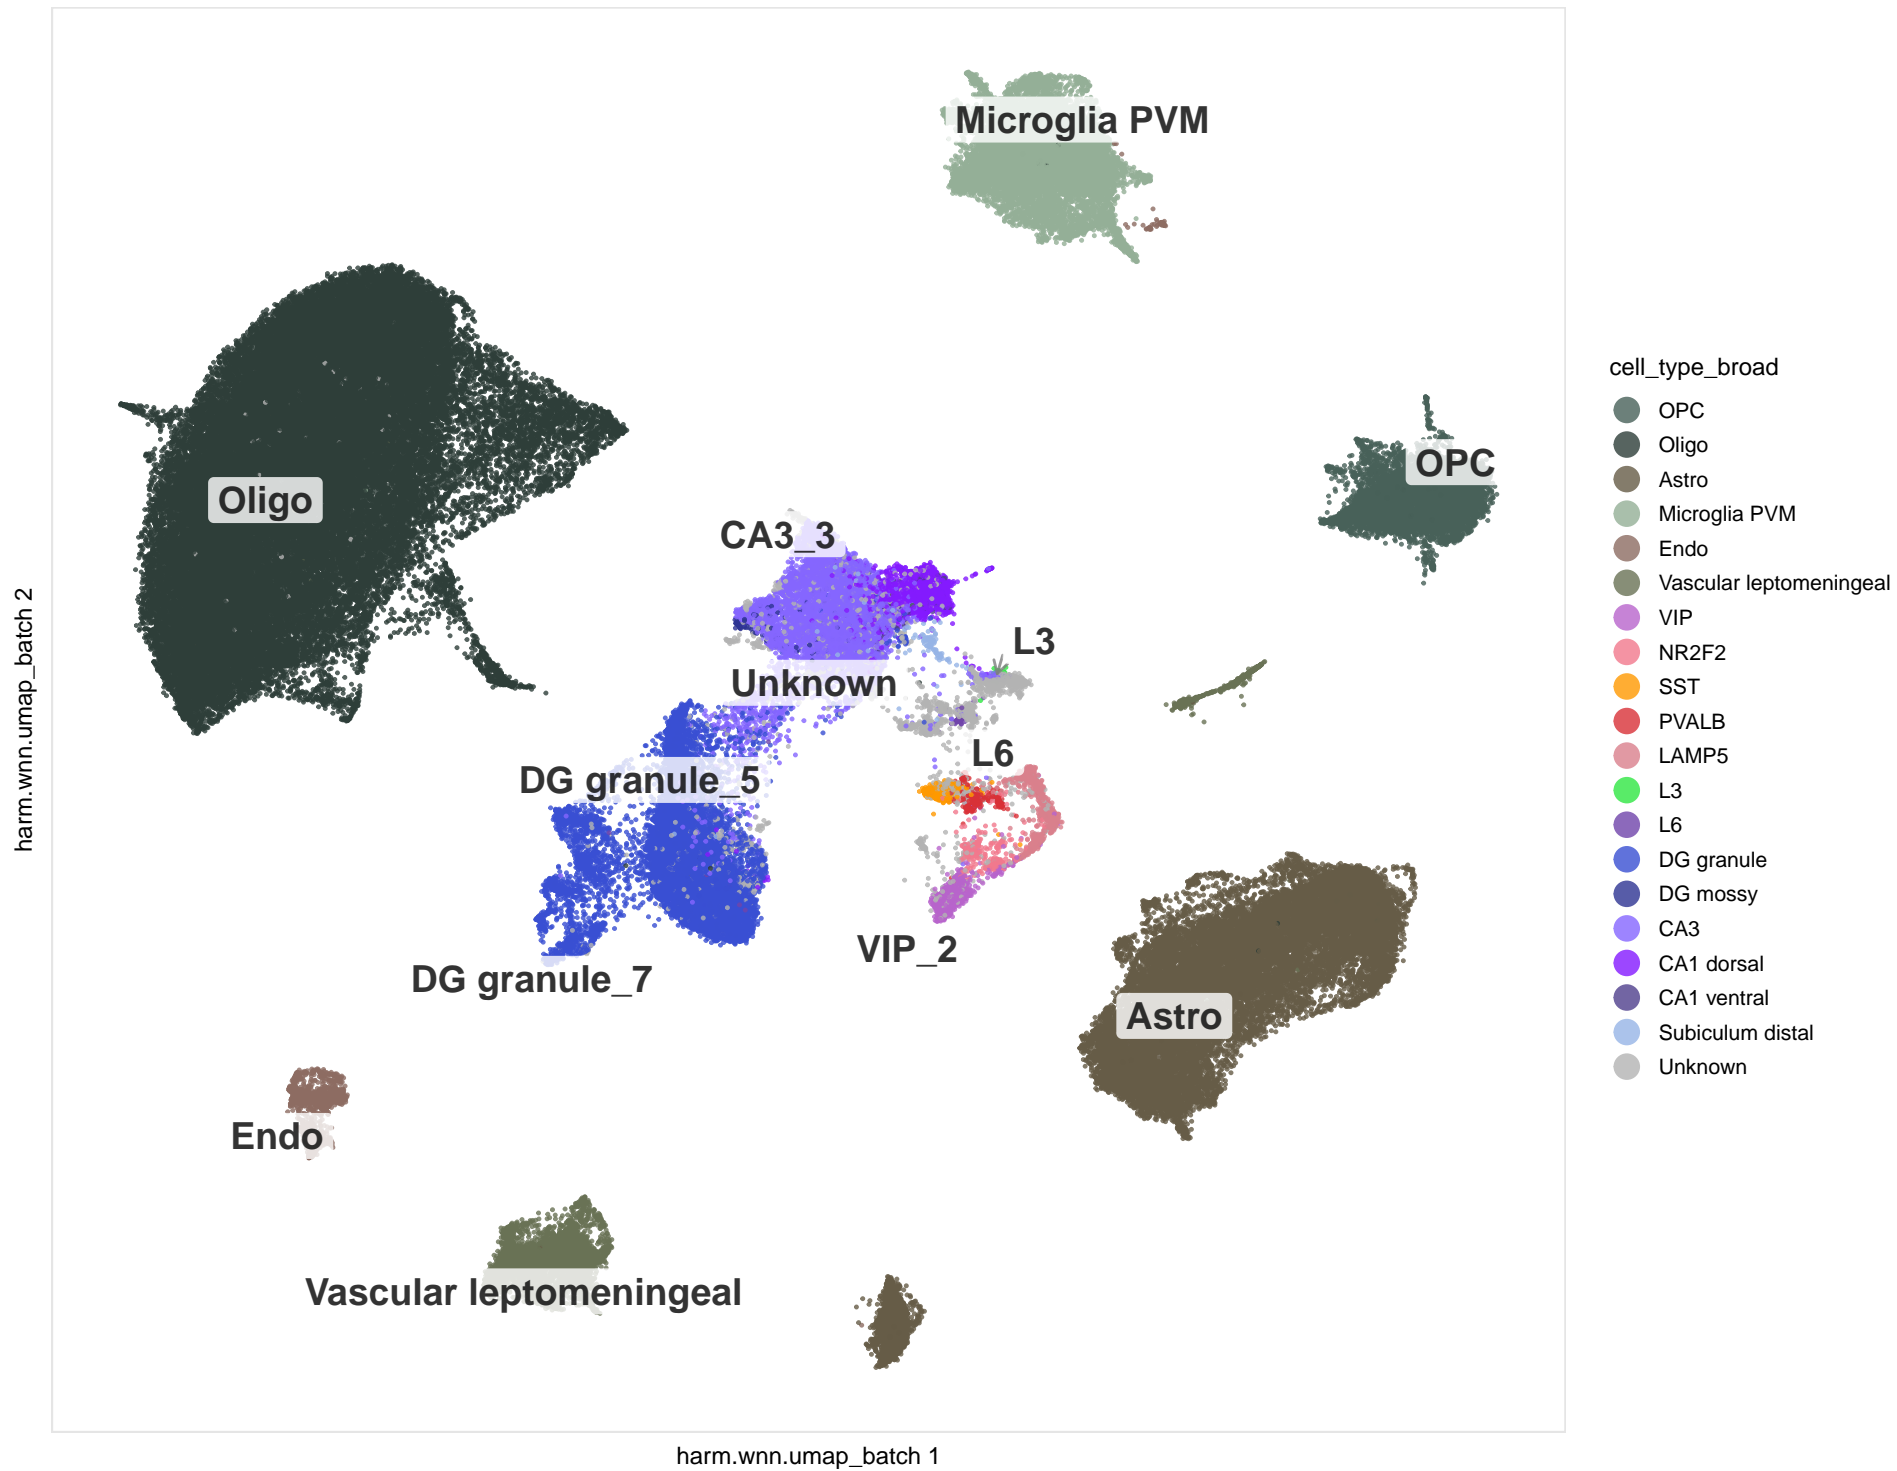 Microglia PVM
OPC
Oligo
CA3_3
L3
Unknown
L6
DG granule_5
VIP_2
DG granule_7
Astro
Endo
Vascular leptomeningeal
harm.wnn.umap_batch 2
harm.wnn.umap_batch 1
cell_type_broad
OPC
Oligo
Astro
Microglia PVM
Endo
Vascular leptomeningeal
VIP
NR2F2
SST
PVALB
LAMP5
L3
L6
DG granule
DG mossy
CA3
CA1 dorsal
CA1 ventral
Subiculum distal
Unknown